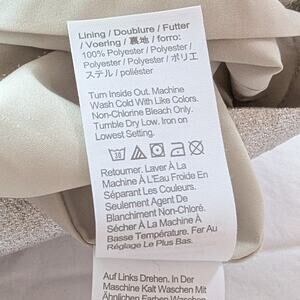 Lining / Doublure / Futter
/ Voering / 裏地 / forro:
100% Polyester / Polyester /
Polyester / Polyester / ポリエ
ステル / poliéster
Turn Inside Out. Machine
Wash Cold With Like Colors.
Non-Chlorine Bleach Only.
Tumble Dry Low. Iron on
Lowest Setting.
30
Retourner. Laver À La
Machine À L'Eau Froide En
Séparant Les Couleurs.
Seulement Agent De
Blanchiment Non-Chloré.
Sécher À La Machine À
Basse Température. Fer Au
Réglage Le Plus Bas.
Auf Links Drehen. In Der
Maschine Kalt Waschen Mit
Ähnlichen Farben Waschen